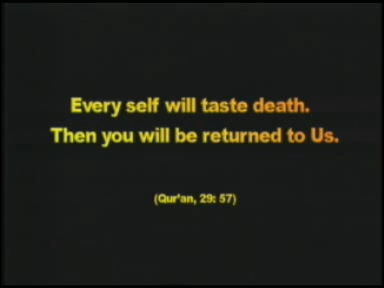 Every self will taste death.
Then you will be returned to Us.
(Qur'an, 29: 57)